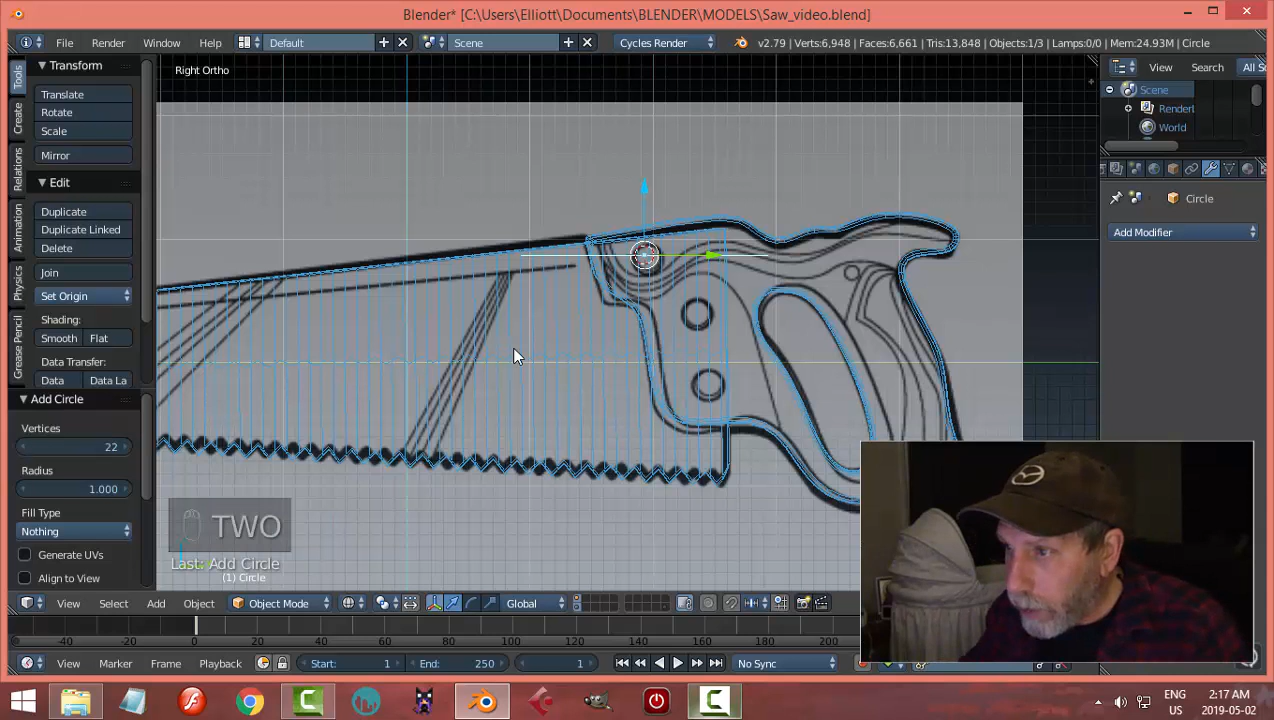 Blender* [C:\Users\Elliott\Documents\BLENDER\MODELS\Saw_video.blend]
File Render Window Help Default Scene Cycles Render v2.79 | Verts:6,948 | Faces:6,661 | Tris:13,848 | Objects:1/3 | Lamps:0/0 | Mem:24.93M | Circle
Tools
Create
Relations
Animation
Physics
Grease Pencil
Transform
Translate
Rotate
Scale
Mirror
Edit
Duplicate
Duplicate Linked
Delete
Join
Set Origin
Shading:
Smooth Flat
Data Transfer:
Data Data La
Add Circle
Vertices
22
Radius
1.000
Fill Type
Nothing
Generate UVs
Align to View
Right Ortho
TWO
Last: Add Circle
(1) Circle
View Search All S
Scene
RenderL
World
Circle
Add Modifier
View Select Add Object Object Mode Global
-40 -20 0 20 40 60 80 100 120 140 160 180 200
View Marker Frame Playback Start: 1 End: 250 1 No Sync
ENG
US
2:17 AM
2019-05-02